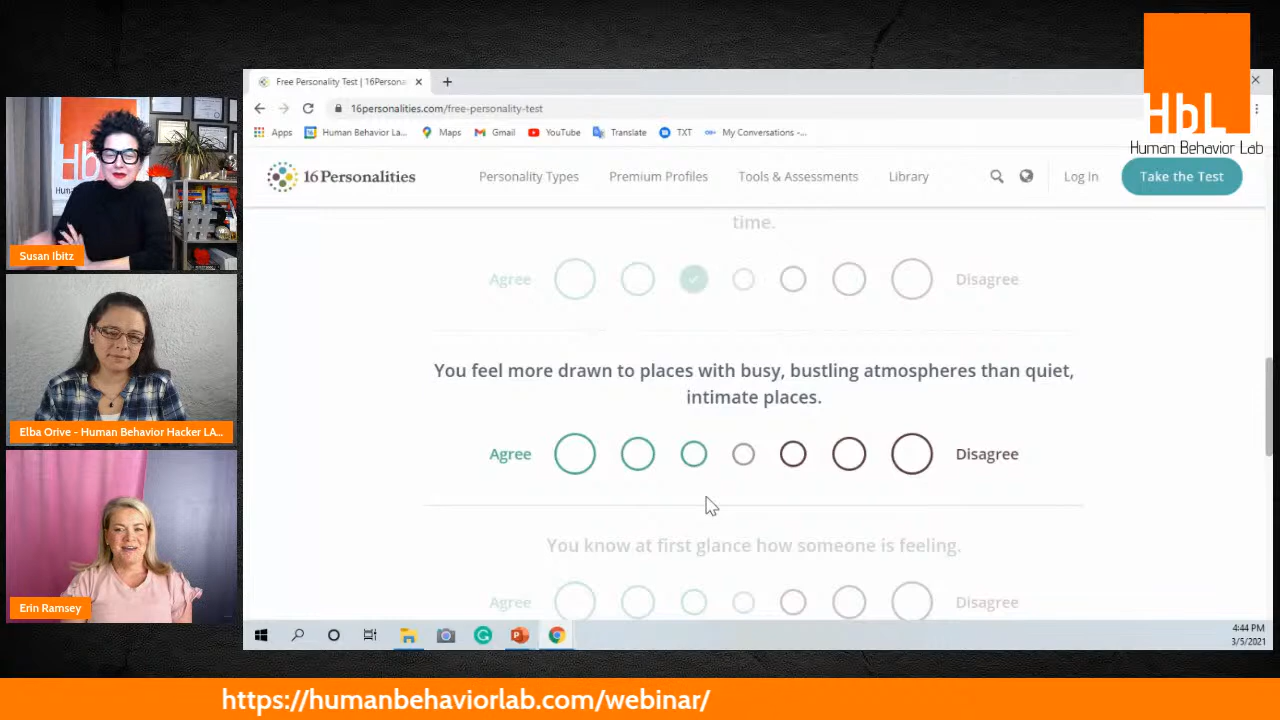 Free Personality Test | 16Persona
16personalities.com/free-personality-test
Apps
Human Behavior La...
Maps
Gmail
YouTube
Translate
TXT
My Conversations -...
HbL
Human Behavior Lab
16Personalities
Personality Types
Premium Profiles
Tools & Assessments
Library
Log In
Take the Test
time.
Agree
Disagree
You feel more drawn to places with busy, bustling atmospheres than quiet,
intimate places.
Agree
Disagree
You know at first glance how someone is feeling.
Agree
Disagree
4:44 PM
3/5/2021
Susan Ibitz
Elba Orive - Human Behavior Hacker LA...
Erin Ramsey
https://humanbehaviorlab.com/webinar/